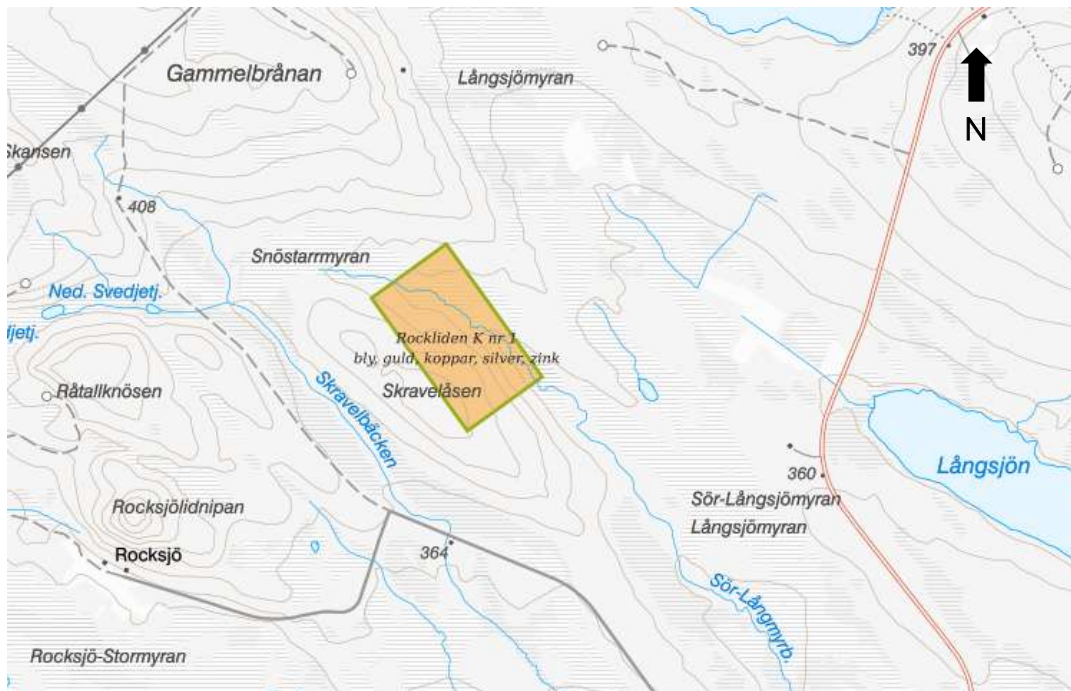 397
Gammelbrånan
Långsjömyran
N
Skansen
408
Snöstarrmyran
Ned. Svedjetj.
djetj.
Rockliden K nr 1
bly, guld, koppar, silver, zink
Råtallknösen
Skravelåsen
Skravelbäcken
Långsjön
360
Sör-Långsjömyran
Rocksjölidnipan
Långsjömyran
364
Rocksjö
Sör-Långmyrb.
Rocksjö-Stormyran